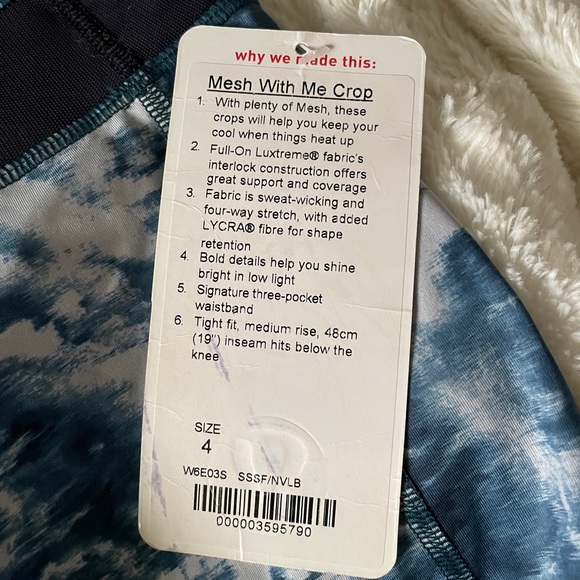 why we made this:
Mesh With Me Crop
1. With plenty of Mesh, these
crops will help you keep your
cool when things heat up
2. Full-On Luxtreme® fabric's
interlock construction offers
great support and coverage
3. Fabric is sweat-wicking and
four-way stretch, with added
LYCRA® fibre for shape
retention
4. Bold details help you shine
bright in low light
5. Signature three-pocket
waistband
6. Tight fit, medium rise, 48cm
(19") inseam hits below the
knee
SIZE
4
W6E03S SSSF/NVLB
000003595790